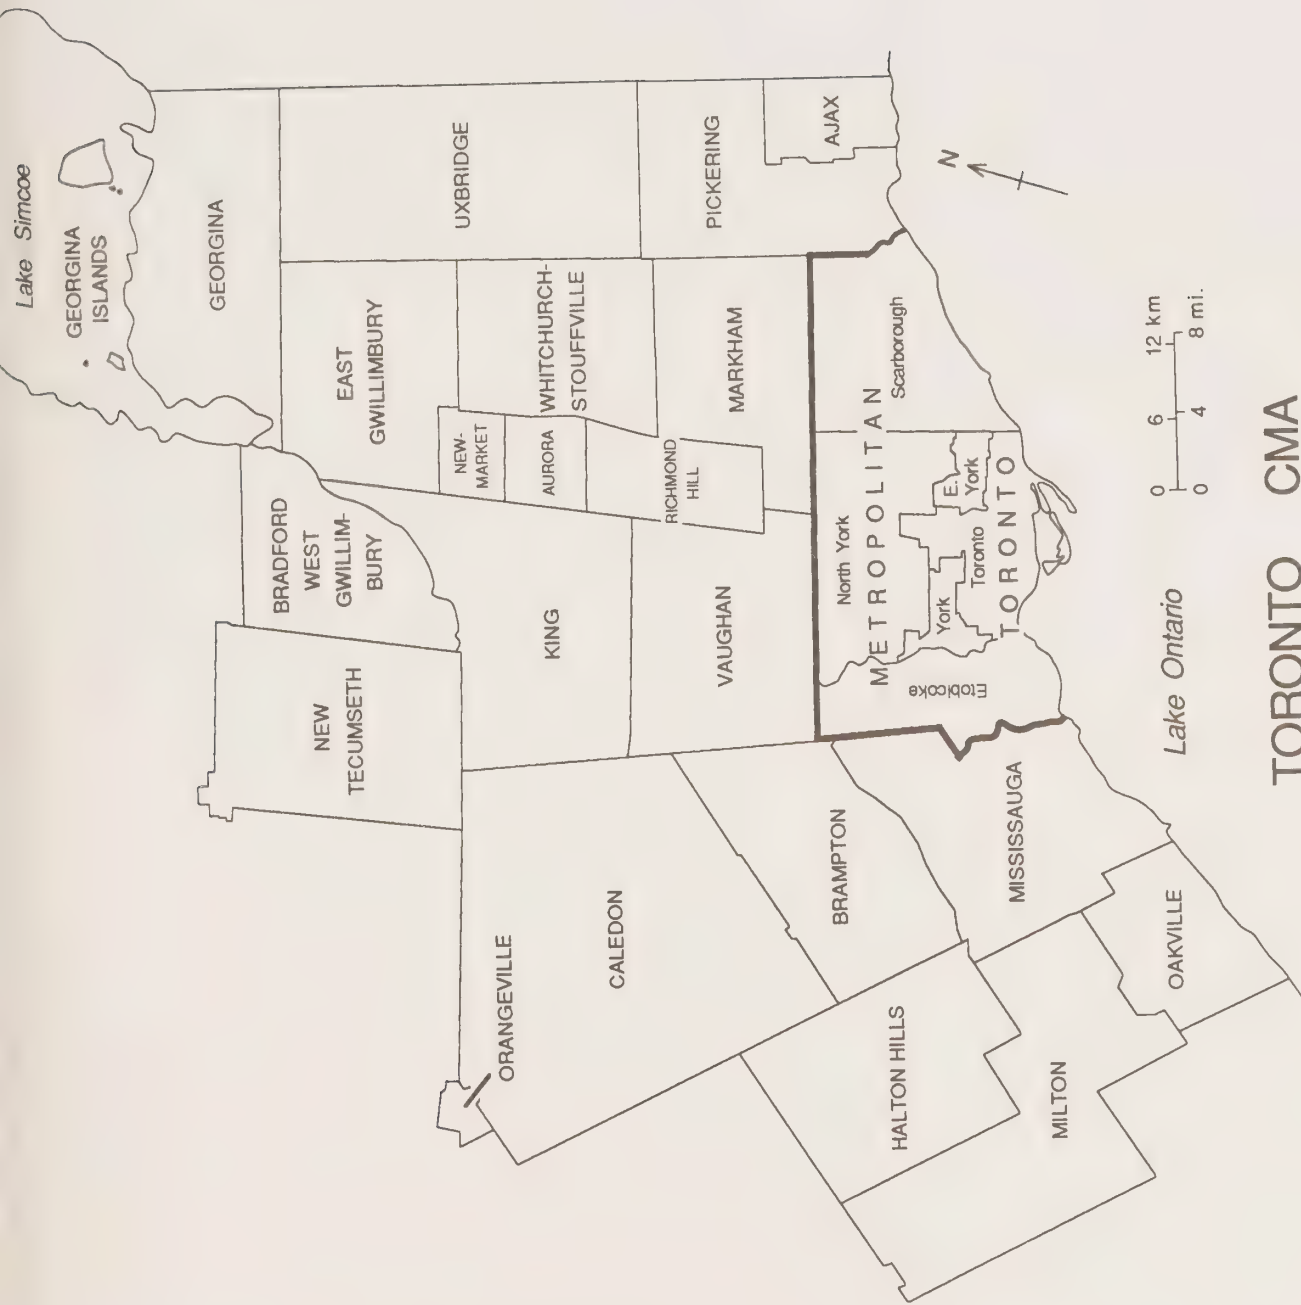 Lake Simcoe
GEORGINA
ISLANDS
GEORGINA
BRADFORD
WEST
GWILLIM-
BURY
EAST
GWILLIMBURY
UXBRIDGE
NEW
TECUMSETH
NEW-
MARKET
WHITCHURCH-
STOUFFVILLE
AURORA
KING
ORANGEVILLE
CALEDON
RICHMOND
HILL
VAUGHAN
MARKHAM
PICKERING
AJAX
BRAMPTON
North York
METROPOLITAN
Scarborough
HALTON HILLS
Etobicoke
York
E.
York
Toronto
TORONTO
MISSISSAUGA
N
MILTON
OAKVILLE
Lake Ontario
0 6 12 km
0 4 8 mi.
TORONTO CMA